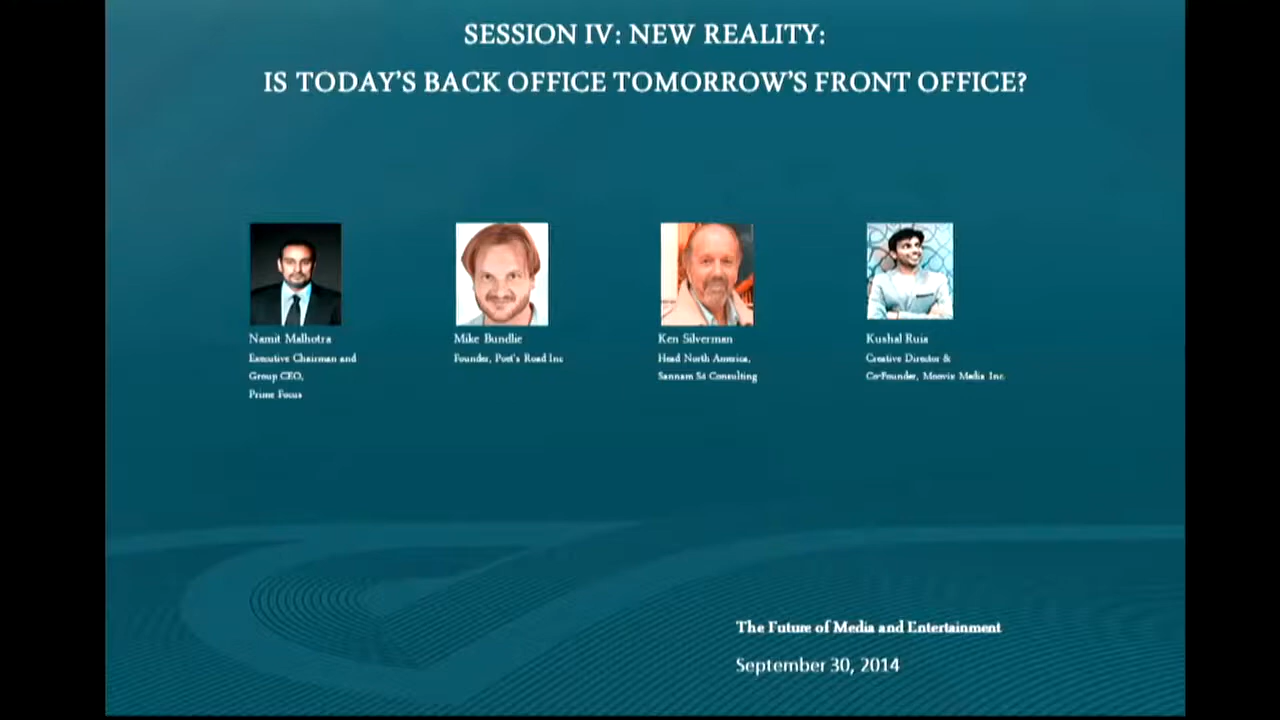 SESSION IV: NEW REALITY:
IS TODAY'S BACK OFFICE TOMORROW'S FRONT OFFICE?
Namit Malhotra
Executive Chairman and
Group CEO,
Prime Focus
Mike Bundlie
Founder, Poet's Road Inc
Ken Silverman
Head North America,
Sannam S4 Consulting
Kushal Ruia
Creative Director &
Co-Founder, Moovix Media Inc.
The Future of Media and Entertainment
September 30, 2014